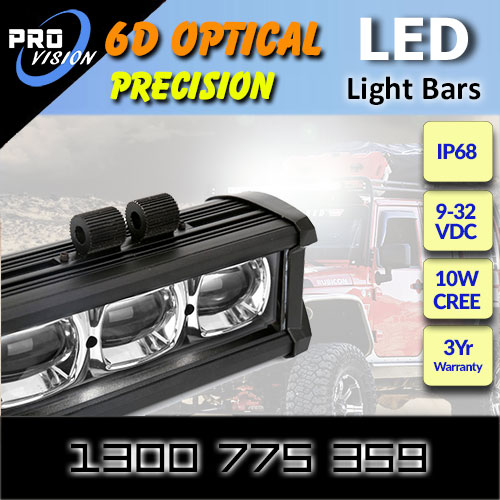 PRO
VISION
6D OPTICAL
PRECISION
LED
Light Bars
IP68
9-32
VDC
10W
CREE
3Yr
Warranty
RUBICON
1300 775 359